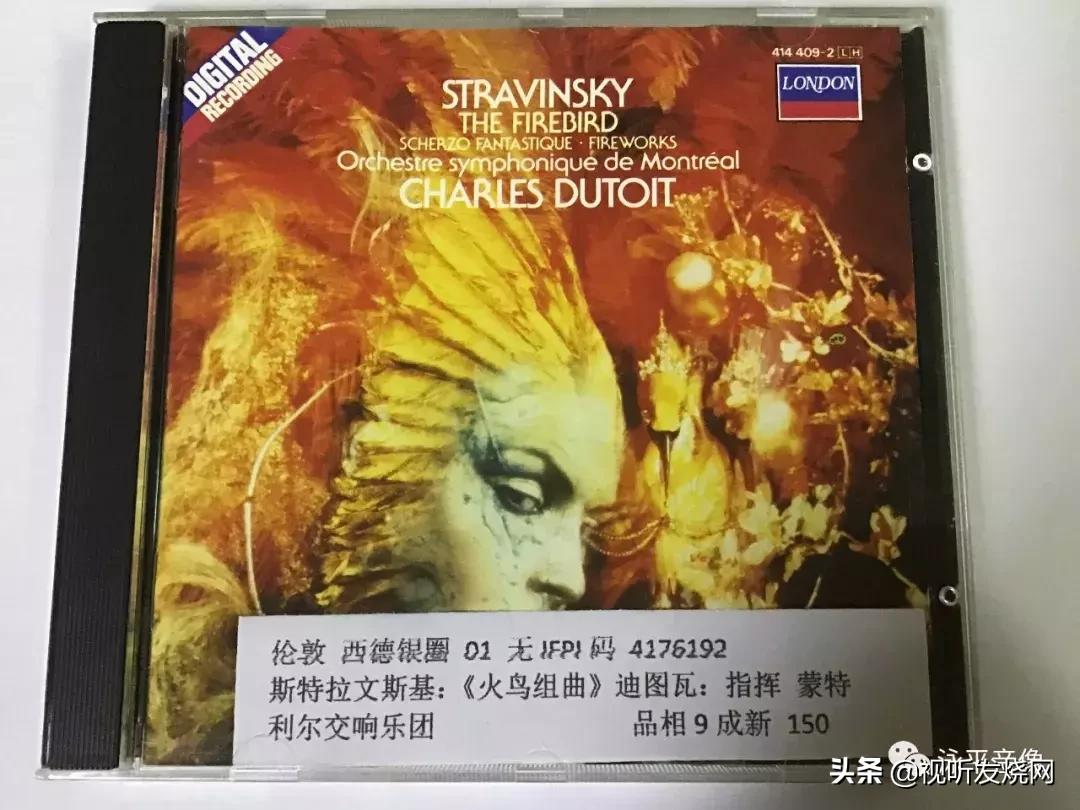 DIGITAL
RECORDING
414 409-2 LH
LONDON
STRAVINSKY
THE FIREBIRD
SCHERZO FANTASTIQUE · FIREWORKS
Orchestre symphonique de Montréal
CHARLES DUTOIT
伦敦 西德银圈 01 无IFPI码 4176192
斯特拉文斯基：《火鸟组曲》迪图瓦：指挥 蒙特
利尔交响乐团 品相9成新 150
头条 @视听发烧网